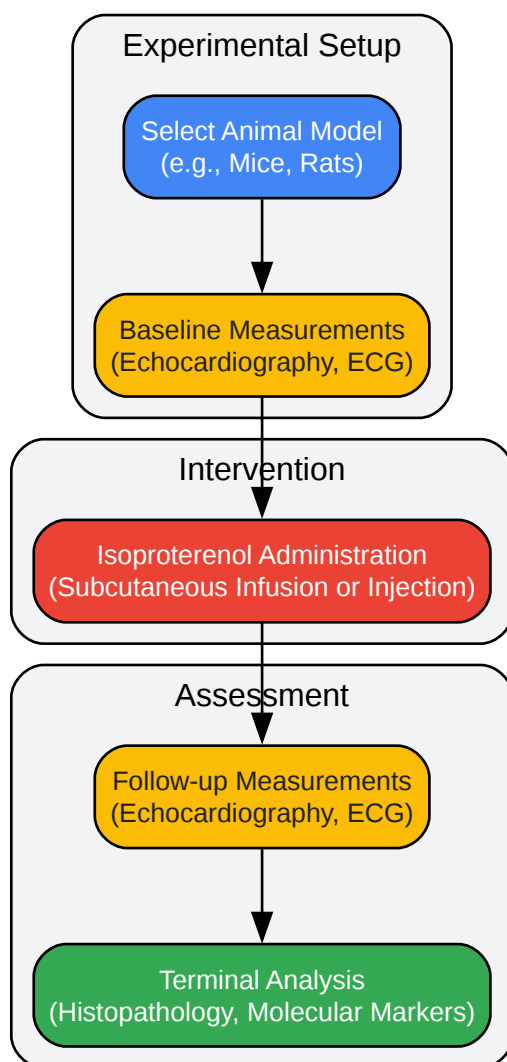 Experimental Setup
Select Animal Model
(e.g., Mice, Rats)
Baseline Measurements
(Echocardiography, ECG)
Intervention
Isoproterenol Administration
(Subcutaneous Infusion or Injection)
Assessment
Follow-up Measurements
(Echocardiography, ECG)
Terminal Analysis
(Histopathology, Molecular Markers)